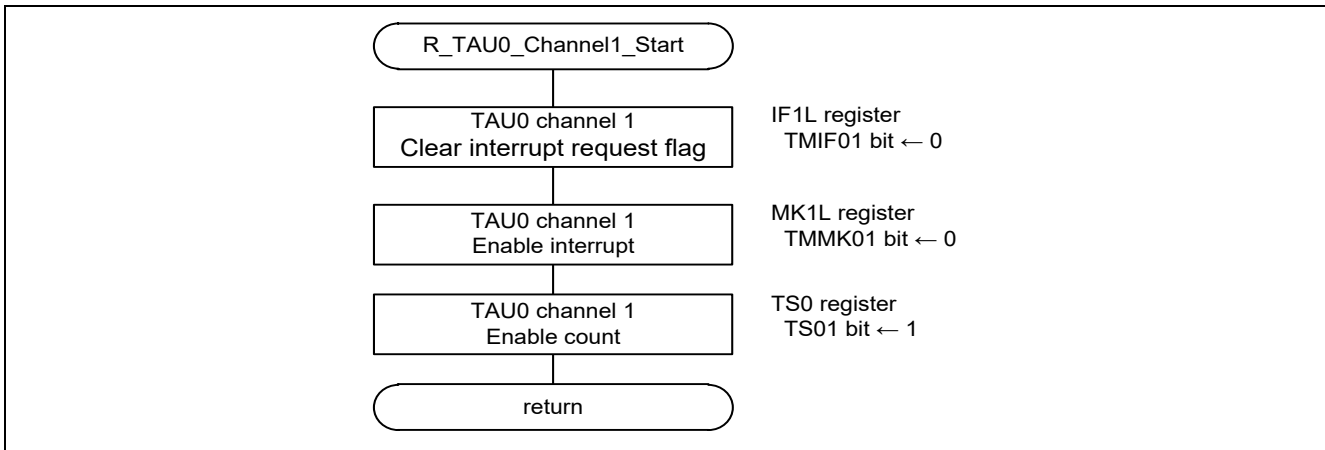 R_TAU0_Channel1_Start
TAU0 channel 1
Clear interrupt request flag
IF1L register
TMIF01 bit ← 0
TAU0 channel 1
Enable interrupt
MK1L register
TMMK01 bit ← 0
TAU0 channel 1
Enable count
TS0 register
TS01 bit ← 1
return